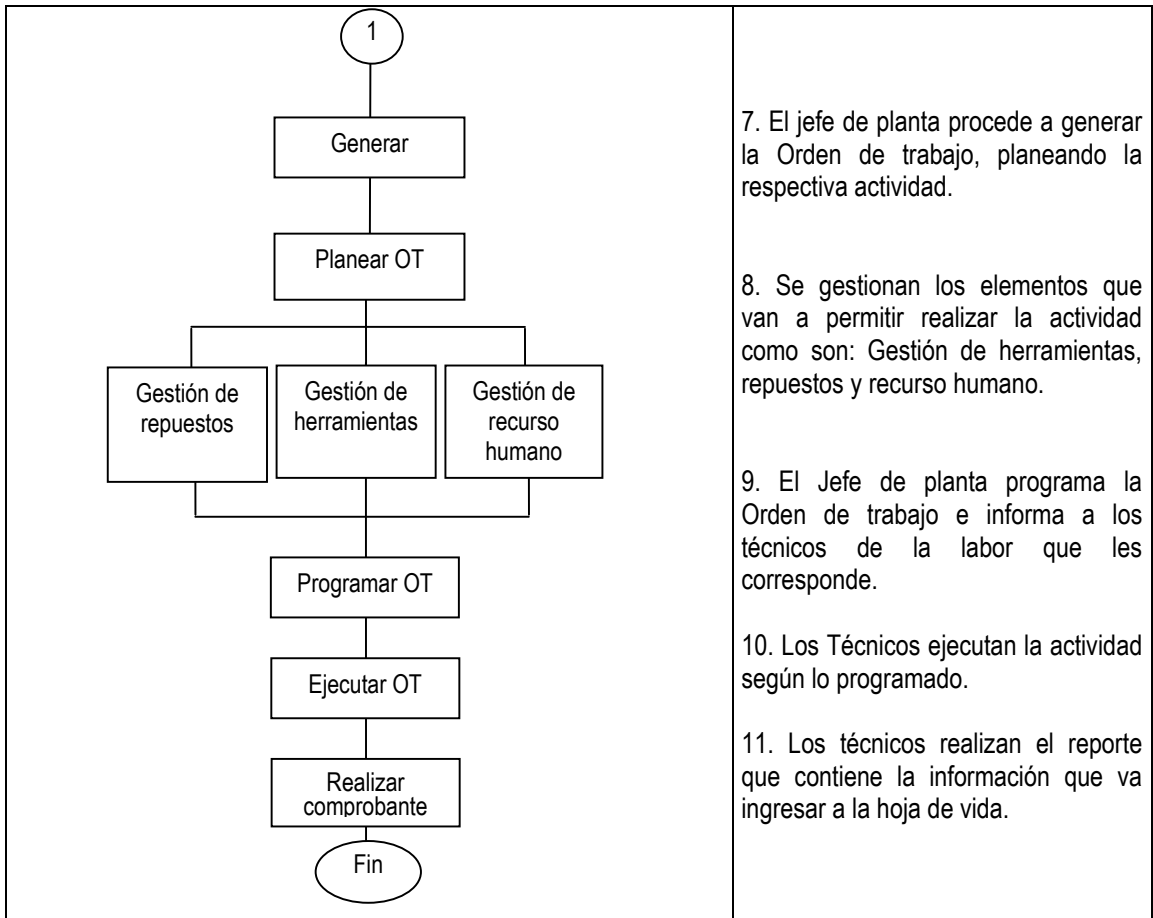 1
Generar
Planear OT
Gestión de
repuestos
Gestión de
herramientas
Gestión de
recurso
humano
Programar OT
Ejecutar OT
Realizar
comprobante
Fin
7. El jefe de planta procede a generar
la Orden de trabajo, planeando la
respectiva actividad.
8. Se gestionan los elementos que
van a permitir realizar la actividad
como son: Gestión de herramientas,
repuestos y recurso humano.
9. El Jefe de planta programa la
Orden de trabajo e informa a los
técnicos de la labor que les
corresponde.
10. Los Técnicos ejecutan la actividad
según lo programado.
11. Los técnicos realizan el reporte
que contiene la información que va
ingresar a la hoja de vida.